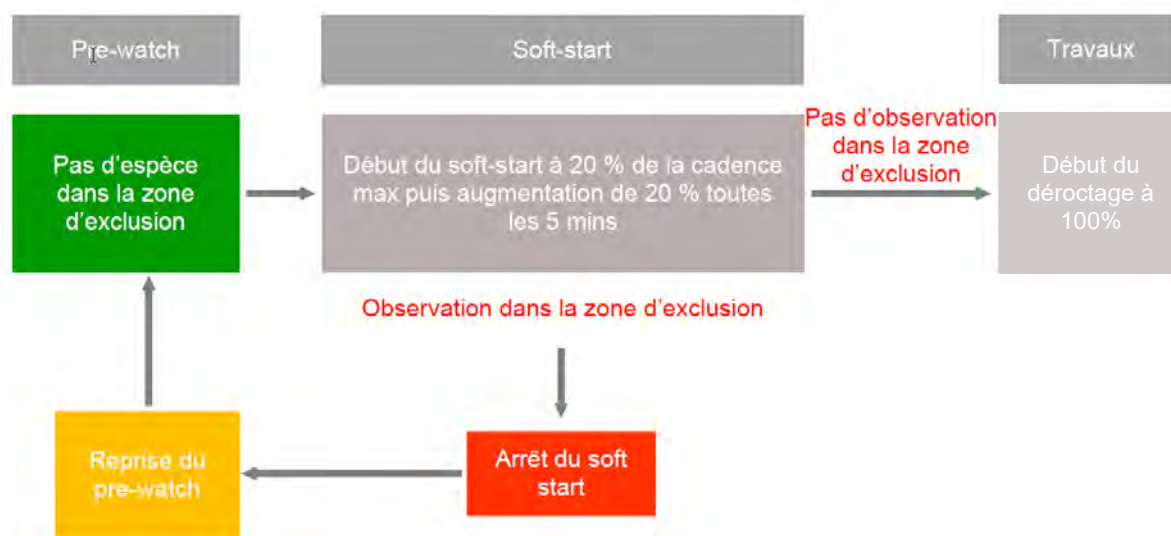 Pre-watch
Soft-start
Travaux
Pas d'espèce
dans la zone
d'exclusion
Début du soft-start à 20 % de la cadence
max puis augmentation de 20 % toutes
les 5 mins
Pas d'observation
dans la zone
d'exclusion
Début du
déroctage à
100%
Observation dans la zone d'exclusion
Reprise du
pre-watch
Arrêt du soft
start